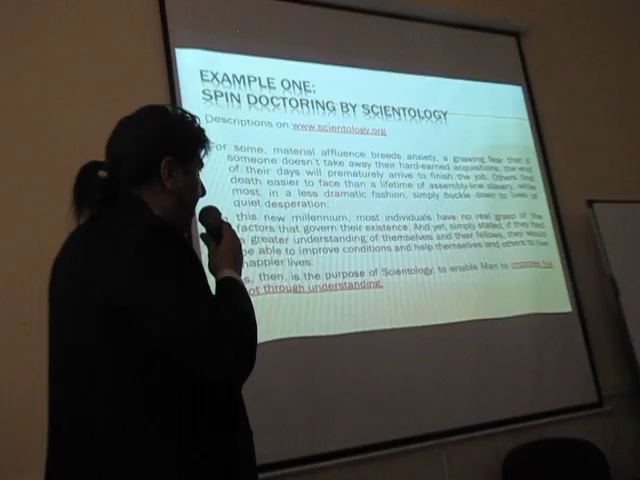 EXAMPLE ONE:
SPIN DOCTORING BY SCIENTOLOGY
Descriptions on www.scientology.org
For some, material affluence breeds anxiety, a gnawing fear that if
someone doesn't take away their hard-earned acquisitions, the end
of their days will prematurely arrive to finish the job. Others find
death easier to face than a lifetime of assembly-line slavery, while
most, in a less dramatic fashion, simply buckle down to lives of
quiet desperation.
this new millennium, most individuals have no real grasp of the
factors that govern their existence. And yet, simply stated, if they had
a greater understanding of themselves and their fellows, they would
be able to improve conditions and help themselves and others to live
happier lives.
then, is the purpose of Scientology, to enable Man to improve his
lot through understanding.